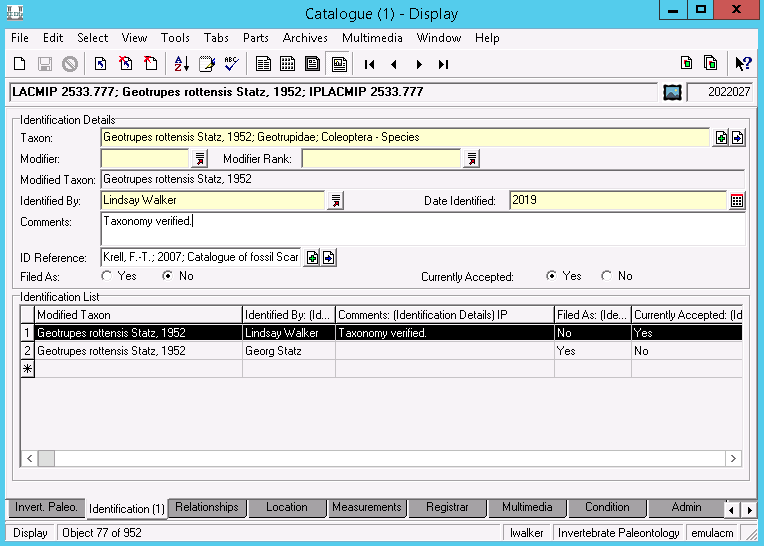 Catalogue (1) - Display
File Edit Select View Tools Tabs Parts Archives Multimedia Window Help
LACMIP 2533.777; Geotrupes rottensis Statz, 1952; IPLACMIP 2533.777 2022027
Identification Details
Taxon: Geotrupes rottensis Statz, 1952; Geotrupidae; Coleoptera - Species
Modifier: Modifier Rank:
Modified Taxon: Geotrupes rottensis Statz, 1952
Identified By: Lindsay Walker Date Identified: 2019
Comments: Taxonomy verified.
ID Reference: Krell, F.-T.; 2007; Catalogue of fossil Scar
Filed As: Yes No Currently Accepted: Yes No
Identification List
Modified Taxon Identified By: (Id... Comments: (Identification Details) IP Filed As: (Ide... Currently Accepted: (Id
1 Geotrupes rottensis Statz, 1952 Lindsay Walker Taxonomy verified. No Yes
2 Geotrupes rottensis Statz, 1952 Georg Statz Yes No
Invert. Paleo. Identification (1) Relationships Location Measurements Registrar Multimedia Condition Admin
Display Object 77 of 952 lwalker Invertebrate Paleontology emulacm